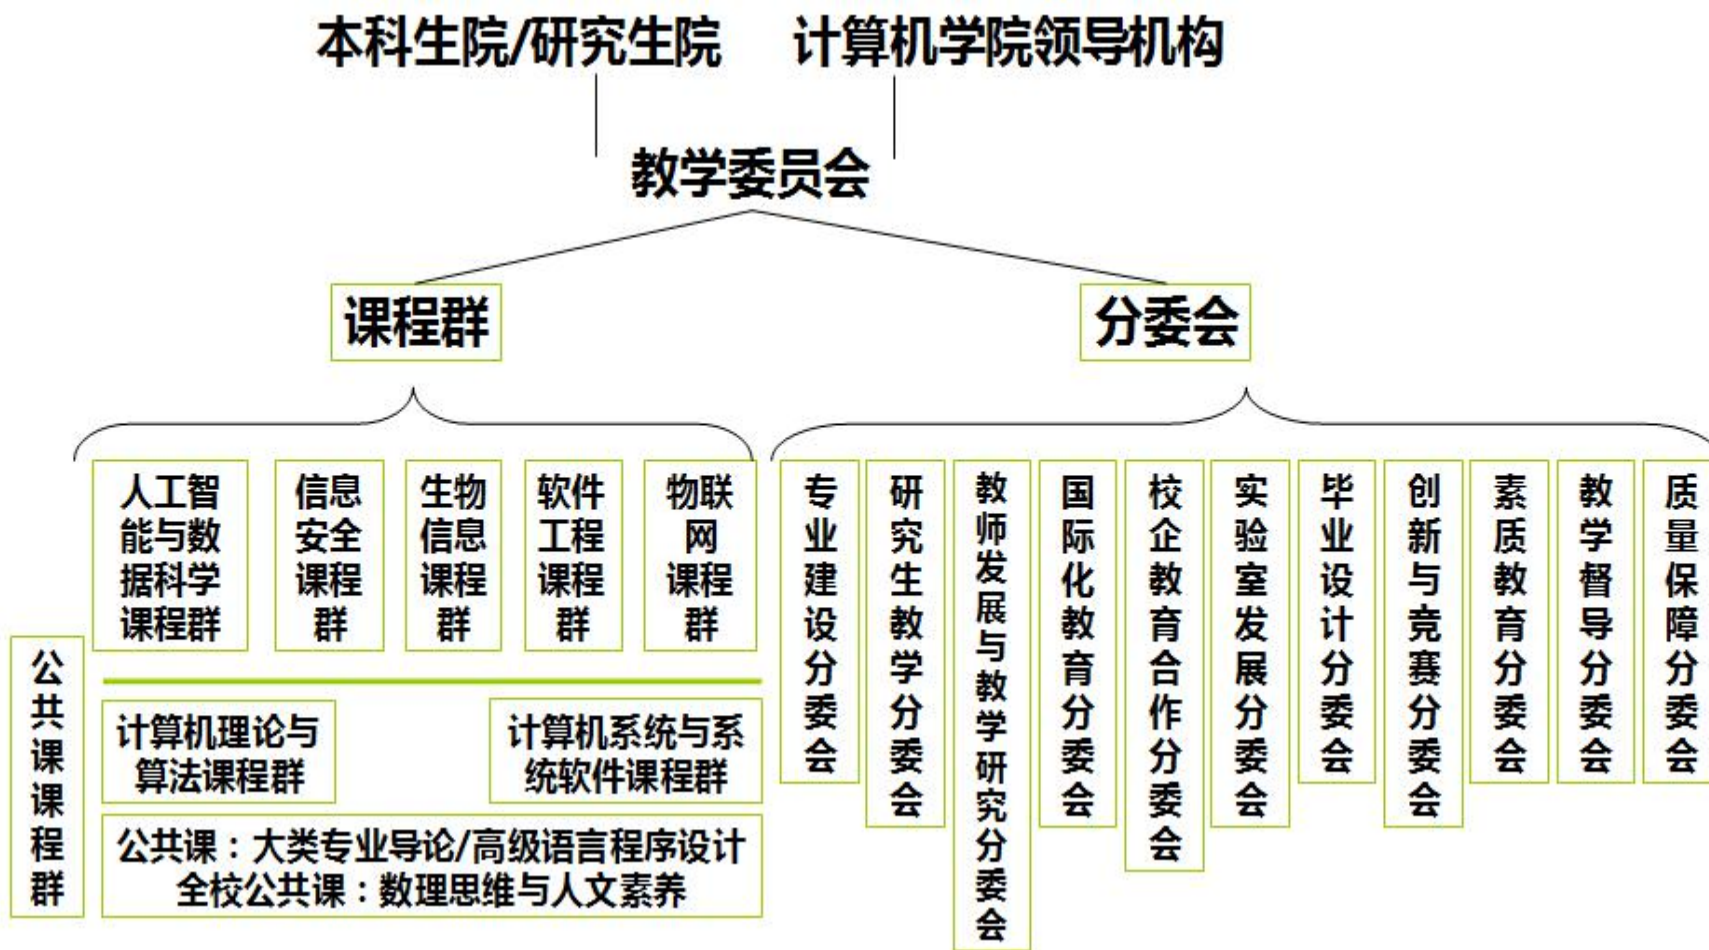 本科生院/研究生院
计算机学院领导机构
教学委员会
课程群
分委会
人工智
能与数
据科学
课程群
信息
安全
课程
群
生物
信息
课程
群
软件
工程
课程
群
物联
网
课程
群
公共课课程群
计算机理论与
算法课程群
计算机系统与系
统软件课程群
公共课：大类专业导论/高级语言程序设计
全校公共课：数理思维与人文素养
专业建设分委会
研究生教学分委会
教师发展与教学研究分委会
国际化教育分委会
校企教育合作分委会
实验室发展分委会
毕业设计分委会
创新与竞赛分委会
素质教育分委会
教学督导分委会
质量保障分委会